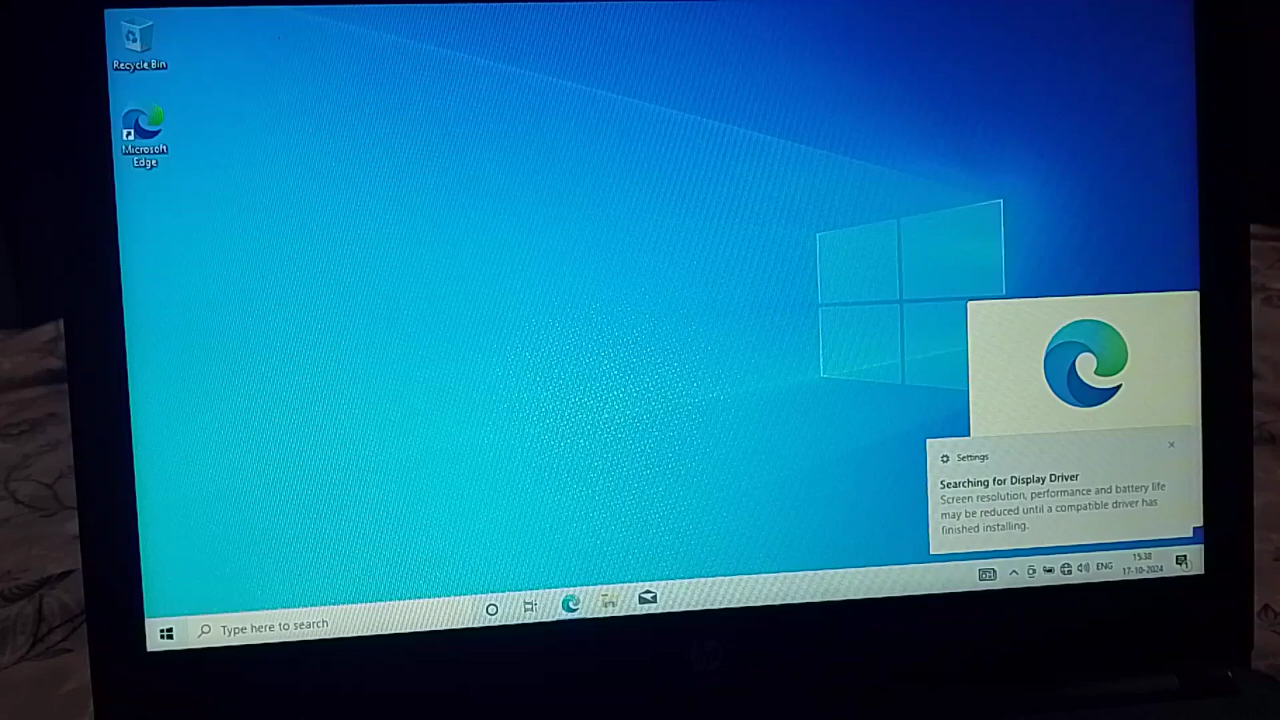 Recycle Bin
Microsoft
Edge
Settings
Searching for Display Driver
Screen resolution, performance and battery life
may be reduced until a compatible driver has
finished installing.
Type here to search
ENG
15:38
17-10-2024
hp